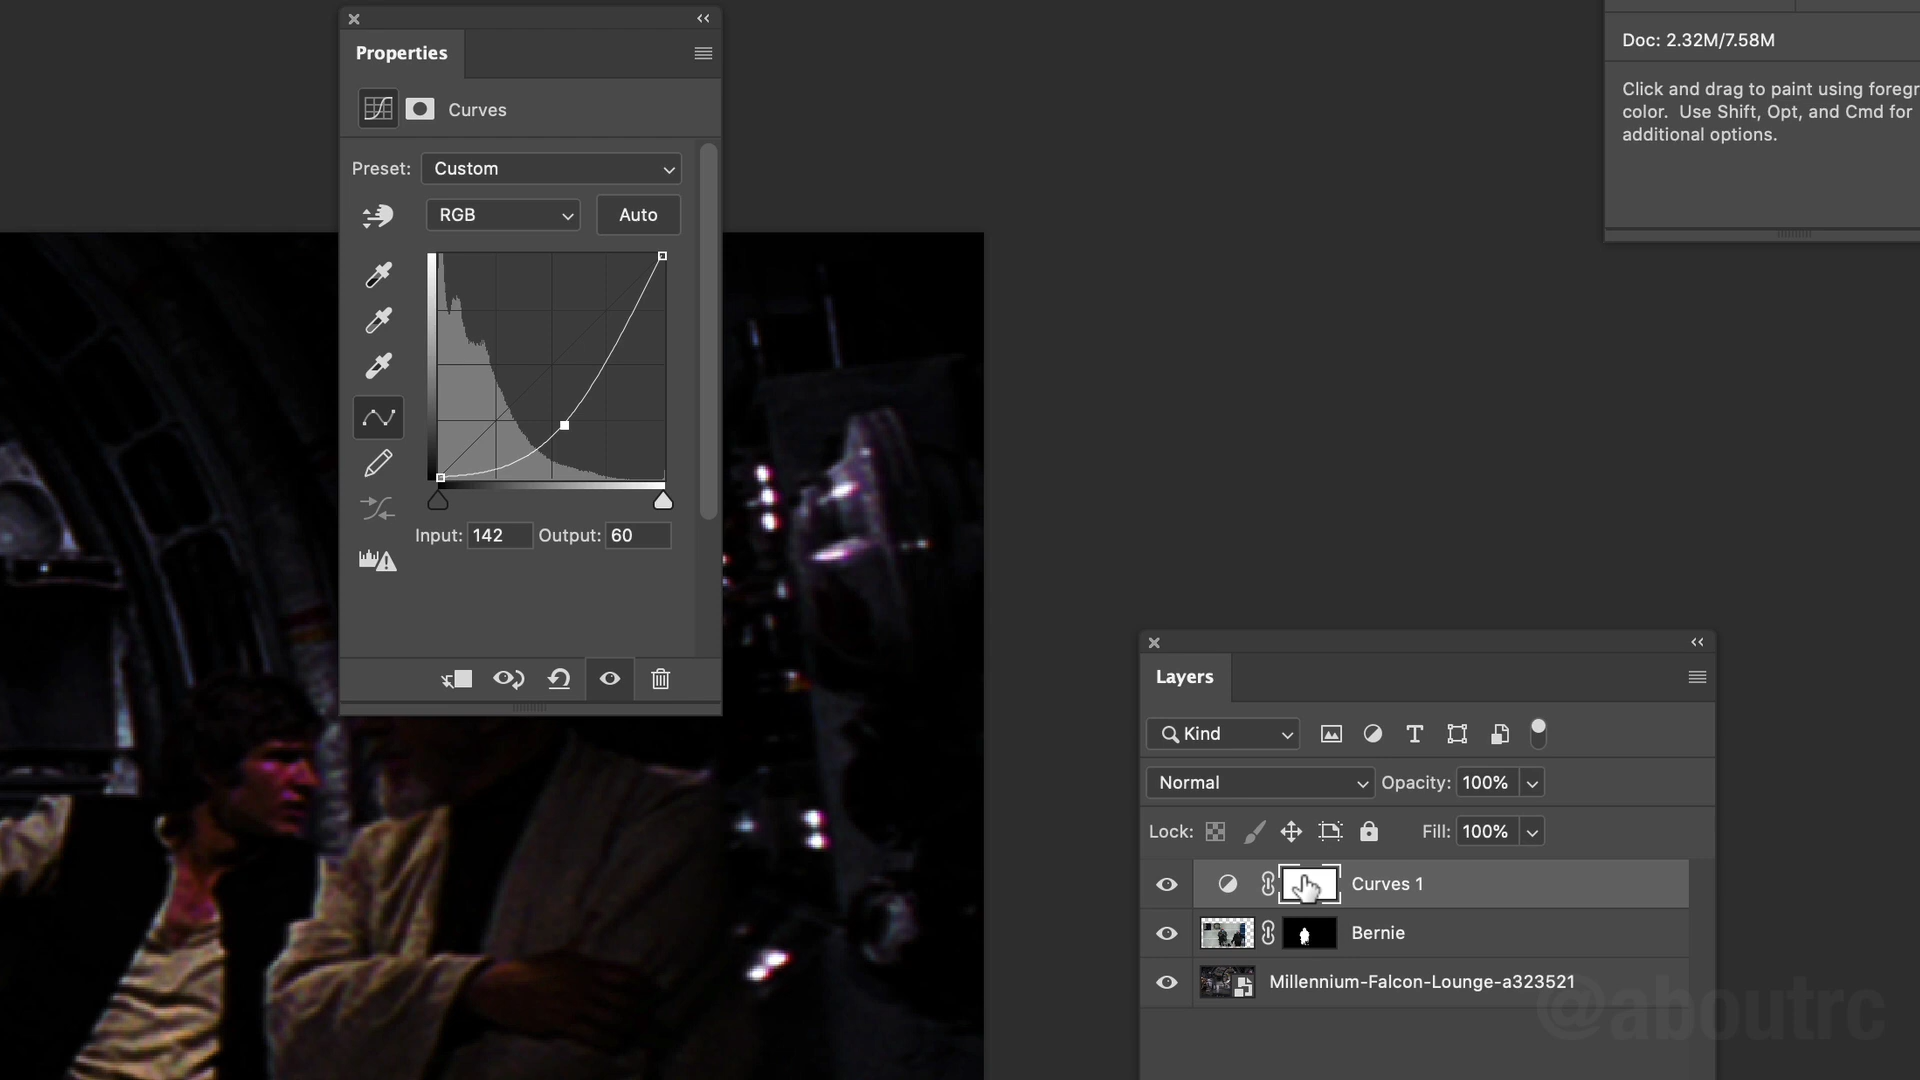 Properties
Curves
Preset: Custom
RGB Auto
Input: 142 Output: 60
Doc: 2.32M/7.58M
Click and drag to paint using foregr
color. Use Shift, Opt, and Cmd for
additional options.
Layers
Kind
Normal Opacity: 100%
Lock: Fill: 100%
Curves 1
Bernie
Millennium-Falcon-Lounge-a323521
@aboutrc